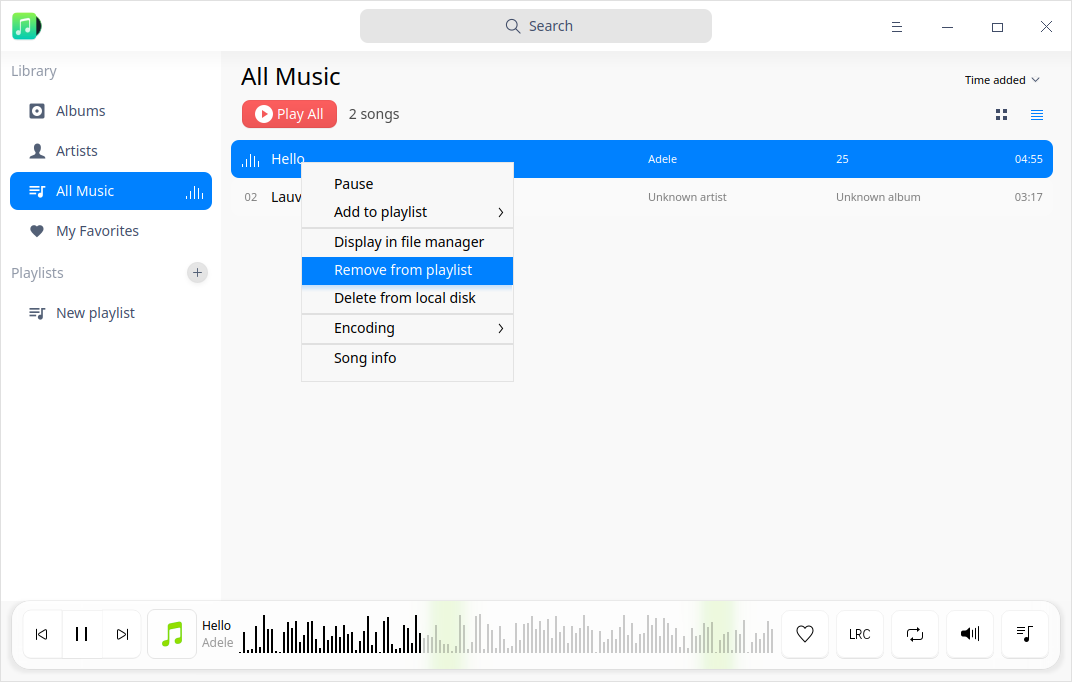 Search
Library
Albums
Artists
All Music
My Favorites
Playlists
New playlist
All Music
Time added
Play All
2 songs
Hello Adele 25 04:55
02 Lauv Unknown artist Unknown album 03:17
Pause
Add to playlist
Display in file manager
Remove from playlist
Delete from local disk
Encoding
Song info
Hello
Adele
LRC